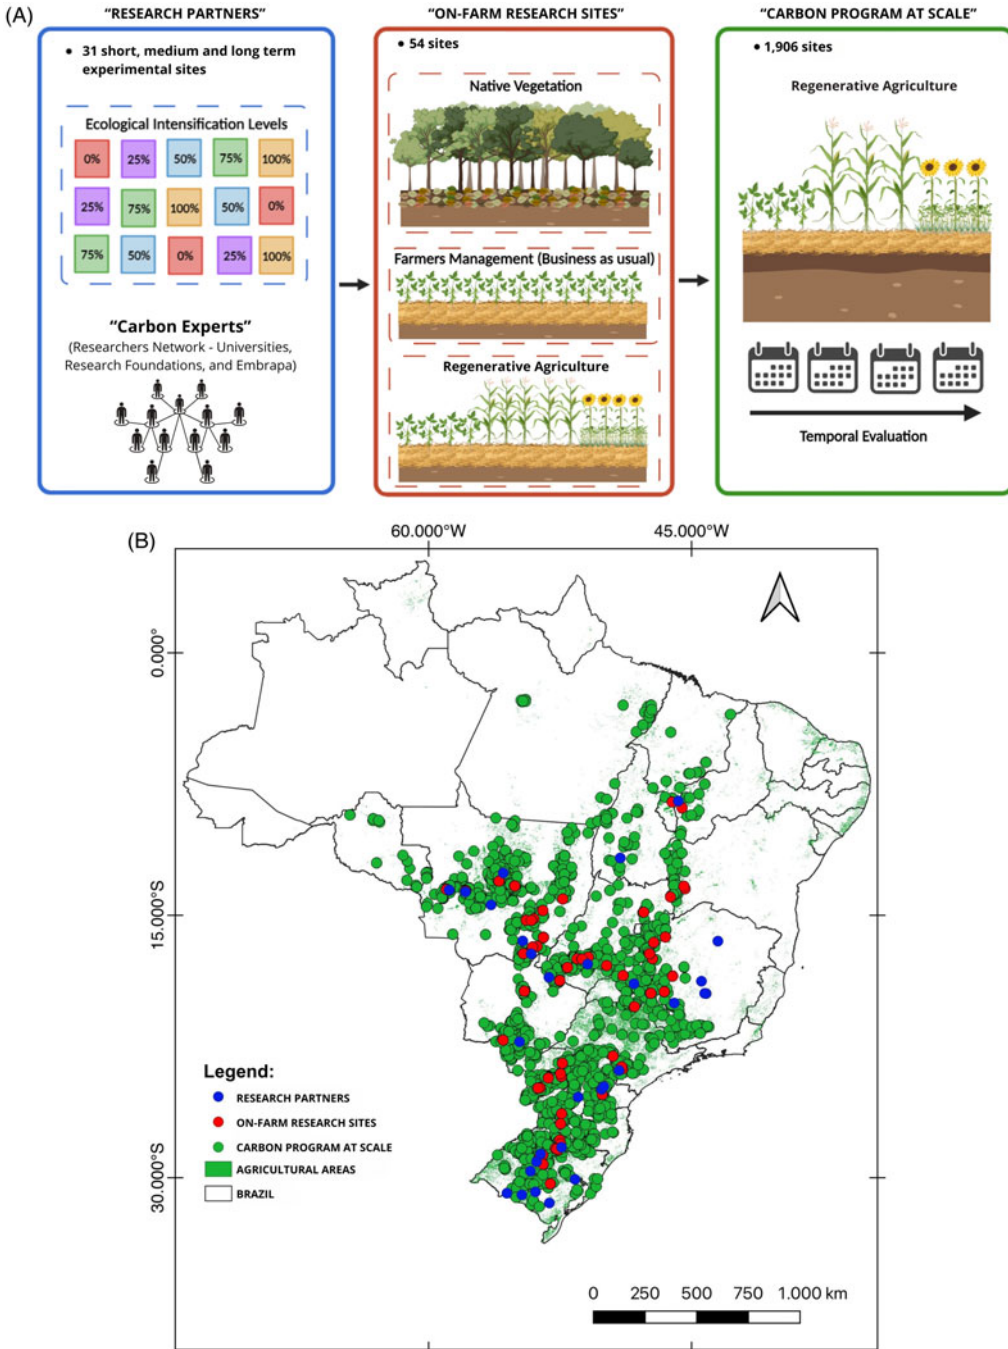 (A)
“RESEARCH PARTNERS”
• 31 short, medium and long term
experimental sites
Ecological Intensification Levels
0% 25% 50% 75% 100%
25% 75% 100% 50% 0%
75% 50% 0% 25% 100%
“Carbon Experts”
(Researchers Network - Universities,
Research Foundations, and Embrapa)
“ON-FARM RESEARCH SITES”
• 54 sites
Native Vegetation
Farmers Management (Business as usual)
Regenerative Agriculture
“CARBON PROGRAM AT SCALE”
• 1,906 sites
Regenerative Agriculture
Temporal Evaluation
(B)
60.000°W 45.000°W
0.000°
15.000°S
30.000°S
Legend:
RESEARCH PARTNERS
ON-FARM RESEARCH SITES
CARBON PROGRAM AT SCALE
AGRICULTURAL AREAS
BRAZIL
0 250 500 750 1.000 km